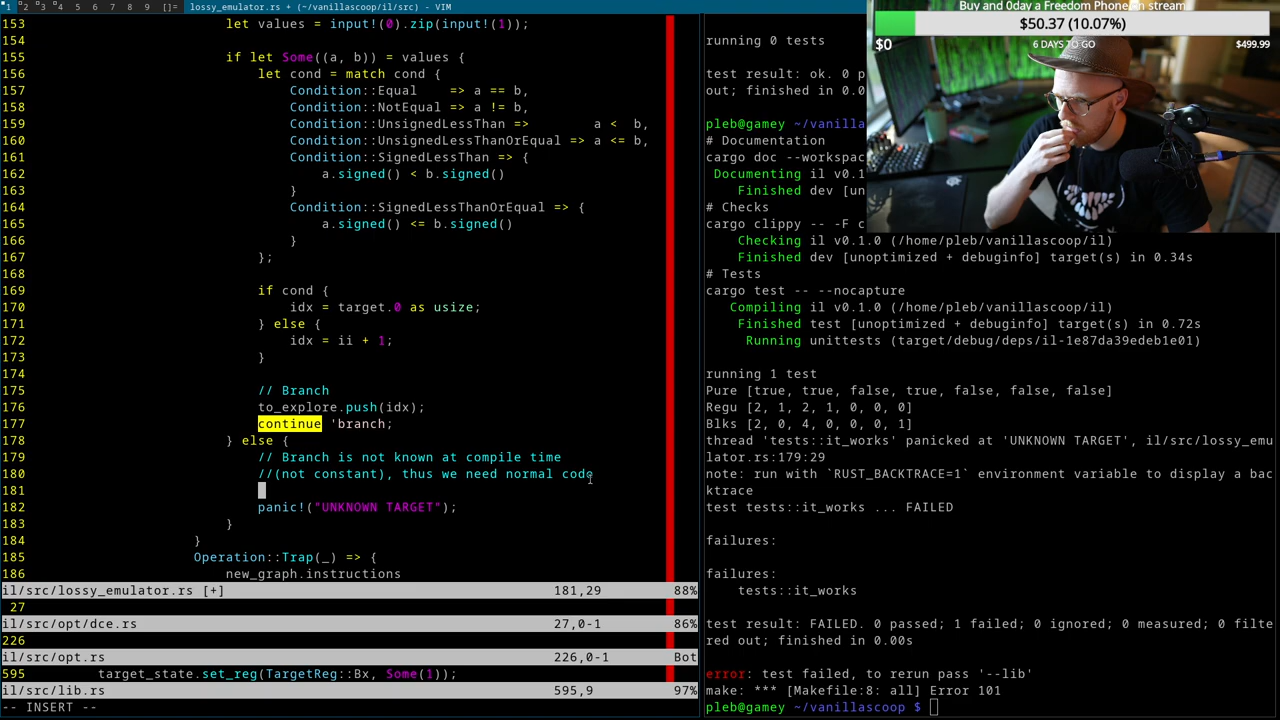 1 2 3 4 5 6 7 8 9 []= lossy_emulator.rs + (~/vanillascoop/il/src) - VIM
153 let values = input!(0).zip(input!(1));
154
155 if let Some((a, b)) = values {
156 let cond = match cond {
157 Condition::Equal => a == b,
158 Condition::NotEqual => a != b,
159 Condition::UnsignedLessThan => a < b,
160 Condition::UnsignedLessThanOrEqual => a <= b,
161 Condition::SignedLessThan => {
162 a.signed() < b.signed()
163 }
164 Condition::SignedLessThanOrEqual => {
165 a.signed() <= b.signed()
166 }
167 };
168
169 if cond {
170 idx = target.0 as usize;
171 } else {
172 idx = ii + 1;
173 }
174
175 // Branch
176 to_explore.push(idx);
177 continue 'branch;
178 } else {
179 // Branch is not known at compile time
180 //(not constant), thus we need normal code
181
182 panic!("UNKNOWN TARGET");
183 }
184 }
185 Operation::Trap(_) => {
186 new_graph.instructions
il/src/lossy_emulator.rs [+] 181,29 88%
27
il/src/opt/dce.rs 27,0-1 86%
226
il/src/opt.rs 226,0-1 Bot
595 target_state.set_reg(TargetReg::Bx, Some(1));
il/src/lib.rs 595,9 97%
-- INSERT --
running 0 tests
test result: ok. 0 p
out; finished in 0.0
pleb@gamey ~/vanilla
# Documentation
cargo doc --workspac
Documenting il v0.1
Finished dev [un
# Checks
cargo clippy -- -F c
Checking il v0.1.0 (/home/pleb/vanillascoop/il)
Finished dev [unoptimized + debuginfo] target(s) in 0.34s
# Tests
cargo test -- --nocapture
Compiling il v0.1.0 (/home/pleb/vanillascoop/il)
Finished test [unoptimized + debuginfo] target(s) in 0.72s
Running unittests (target/debug/deps/il-1e87da39edeb1e01)
running 1 test
Pure [true, true, false, true, false, false, false]
Regu [2, 1, 2, 1, 0, 0, 0]
Blks [2, 0, 4, 0, 0, 0, 1]
thread 'tests::it_works' panicked at 'UNKNOWN TARGET', il/src/lossy_emu
lator.rs:179:29
note: run with `RUST_BACKTRACE=1` environment variable to display a bac
ktrace
test tests::it_works ... FAILED
failures:
failures:
tests::it_works
test result: FAILED. 0 passed; 1 failed; 0 ignored; 0 measured; 0 filte
red out; finished in 0.00s
error: test failed, to rerun pass '--lib'
make: *** [Makefile:8: all] Error 101
pleb@gamey ~/vanillascoop $
Buy and 0day a Freedom Phone on stream
$50.37 (10.07%)
$0 6 DAYS TO GO $499.99